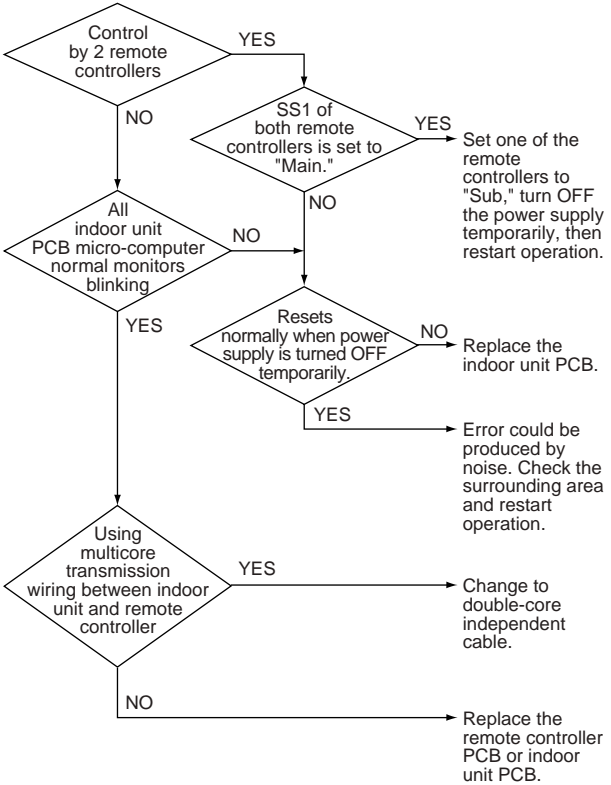 Control
by 2 remote
controllers
YES
NO
SS1 of
both remote
controllers is set to
"Main."
YES
Set one of the
remote
controllers to
"Sub," turn OFF
the power supply
temporarily, then
restart operation.
NO
All
indoor unit
PCB micro-computer
normal monitors
blinking
NO
YES
Resets
normally when power
supply is turned OFF
temporarily.
NO
Replace the
indoor unit PCB.
YES
Error could be
produced by
noise. Check the
surrounding area
and restart
operation.
Using
multicore
transmission
wiring between indoor
unit and remote
controller
YES
Change to
double-core
independent
cable.
NO
Replace the
remote controller
PCB or indoor
unit PCB.